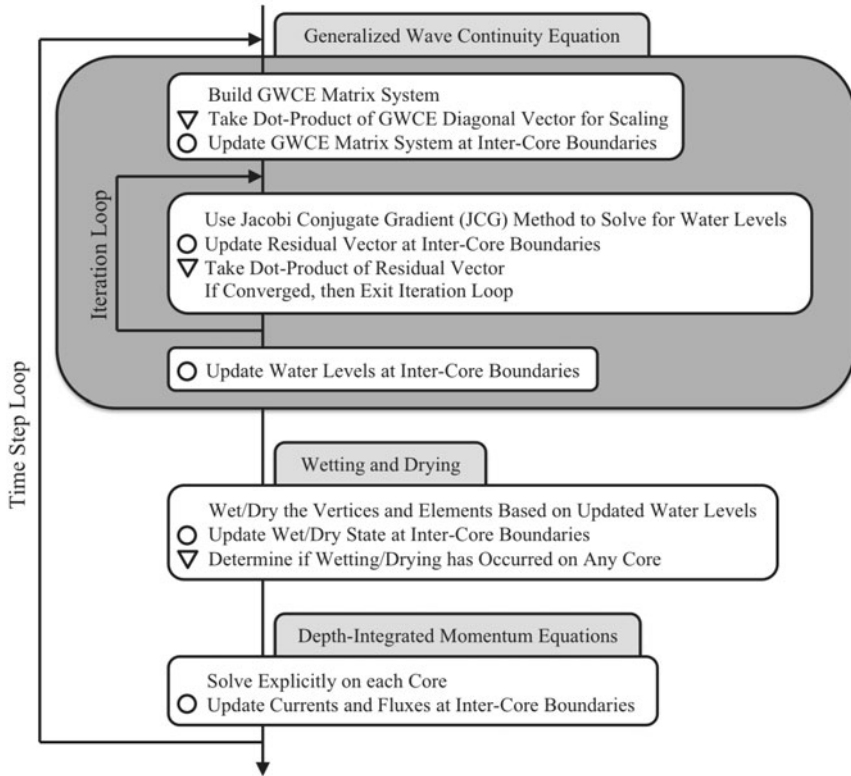 Generalized Wave Continuity Equation
Build GWCE Matrix System
Take Dot-Product of GWCE Diagonal Vector for Scaling
Update GWCE Matrix System at Inter-Core Boundaries
Iteration Loop
Use Jacobi Conjugate Gradient (JCG) Method to Solve for Water Levels
Update Residual Vector at Inter-Core Boundaries
Take Dot-Product of Residual Vector
If Converged, then Exit Iteration Loop
Update Water Levels at Inter-Core Boundaries
Time Step Loop
Wetting and Drying
Wet/Dry the Vertices and Elements Based on Updated Water Levels
Update Wet/Dry State at Inter-Core Boundaries
Determine if Wetting/Drying has Occurred on Any Core
Depth-Integrated Momentum Equations
Solve Explicitly on each Core
Update Currents and Fluxes at Inter-Core Boundaries